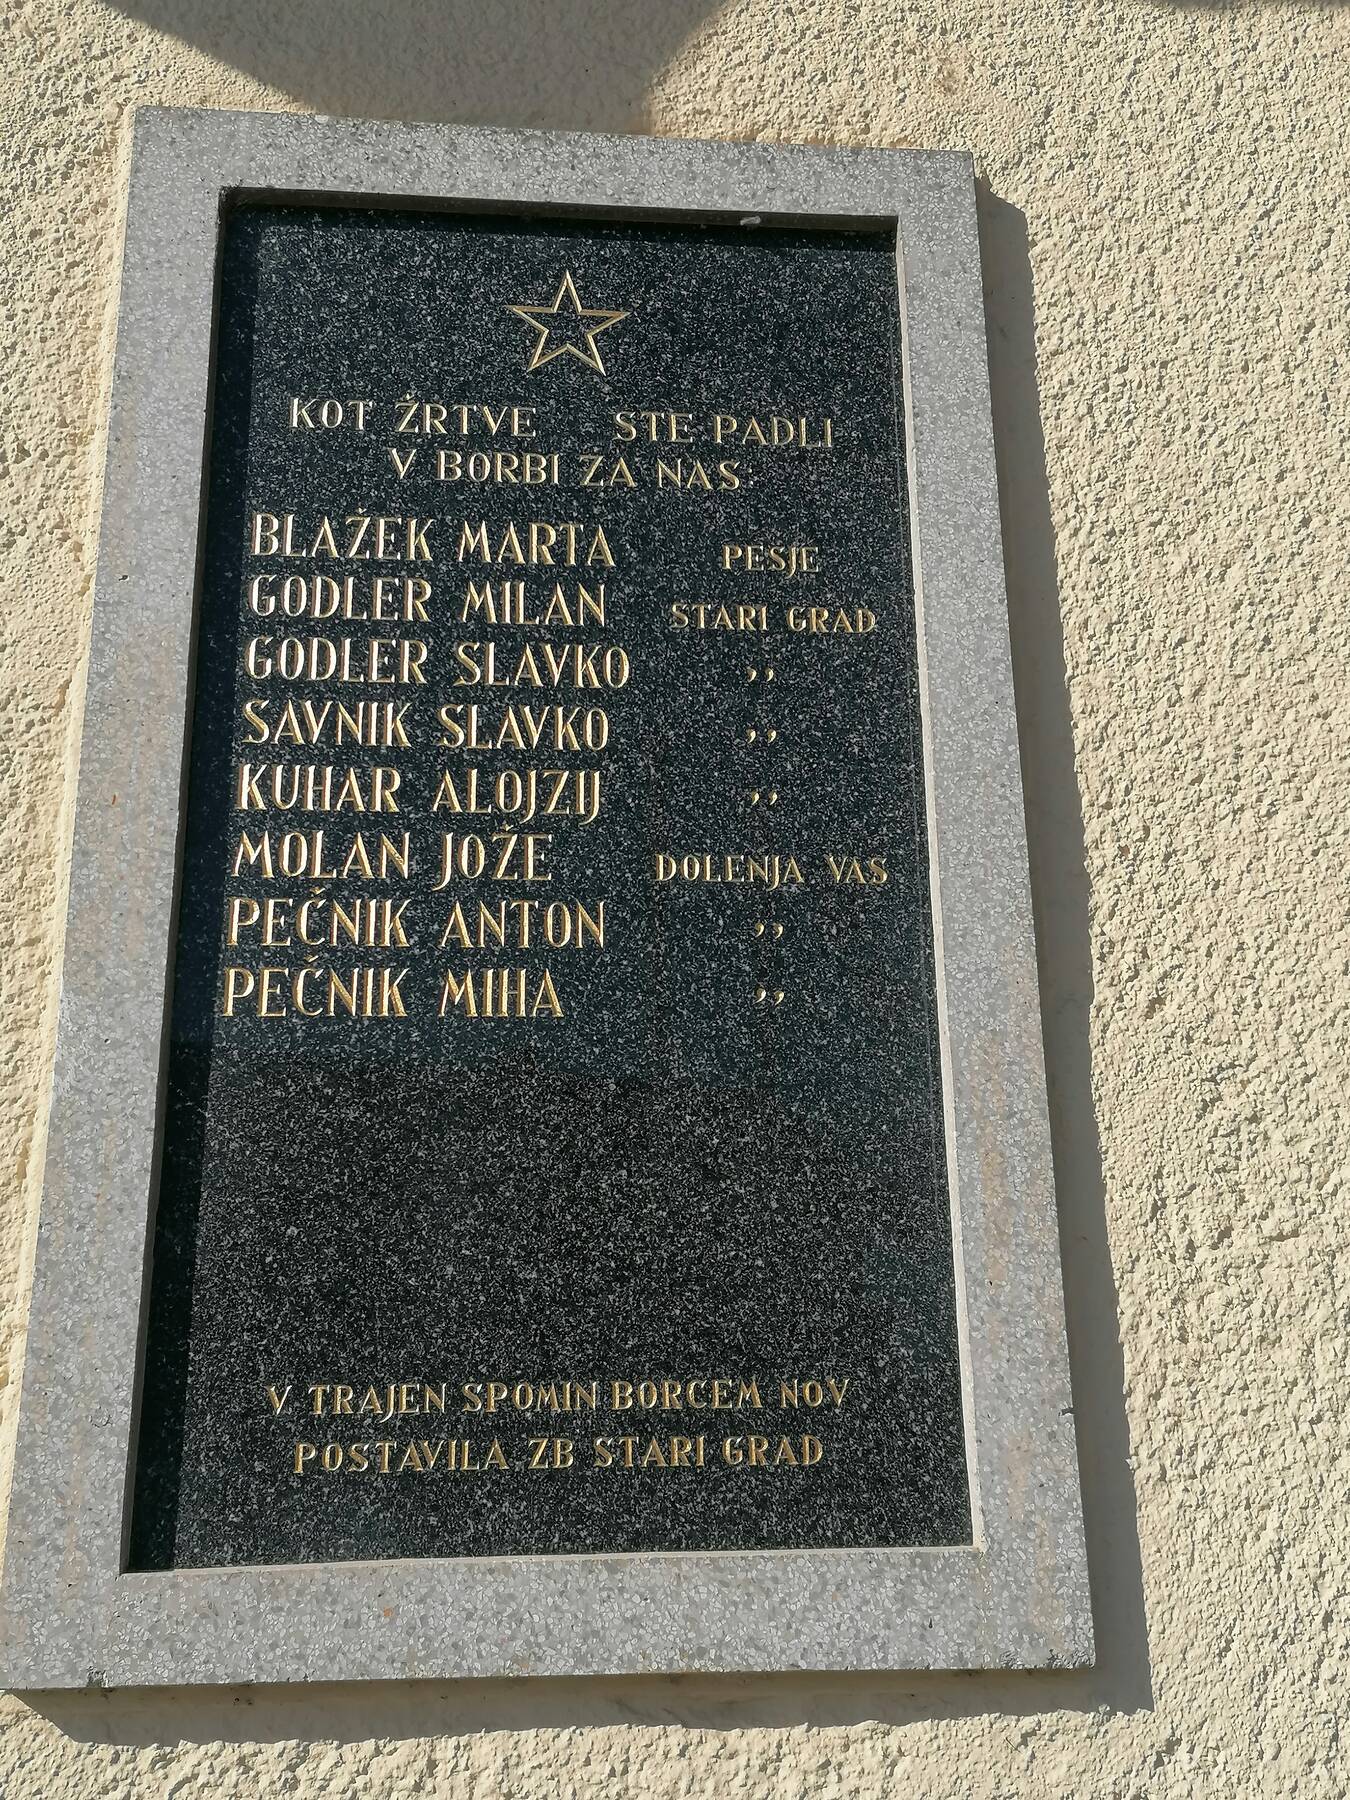 KOT ŽRTVE STE PADLI
V BORBI ZA NAS:
BLAŽEK MARTA PESJE
GODLER MILAN STARI GRAD
GODLER SLAVKO ,,
SAVNIK SLAVKO ,,
KUHAR ALOJZIJ ,,
MOLAN JOŽE DOLENJA VAS
PEČNIK ANTON ,,
PEČNIK MIHA ,,
V TRAJEN SPOMIN BORCEM NOV
POSTAVILA ZB STARI GRAD